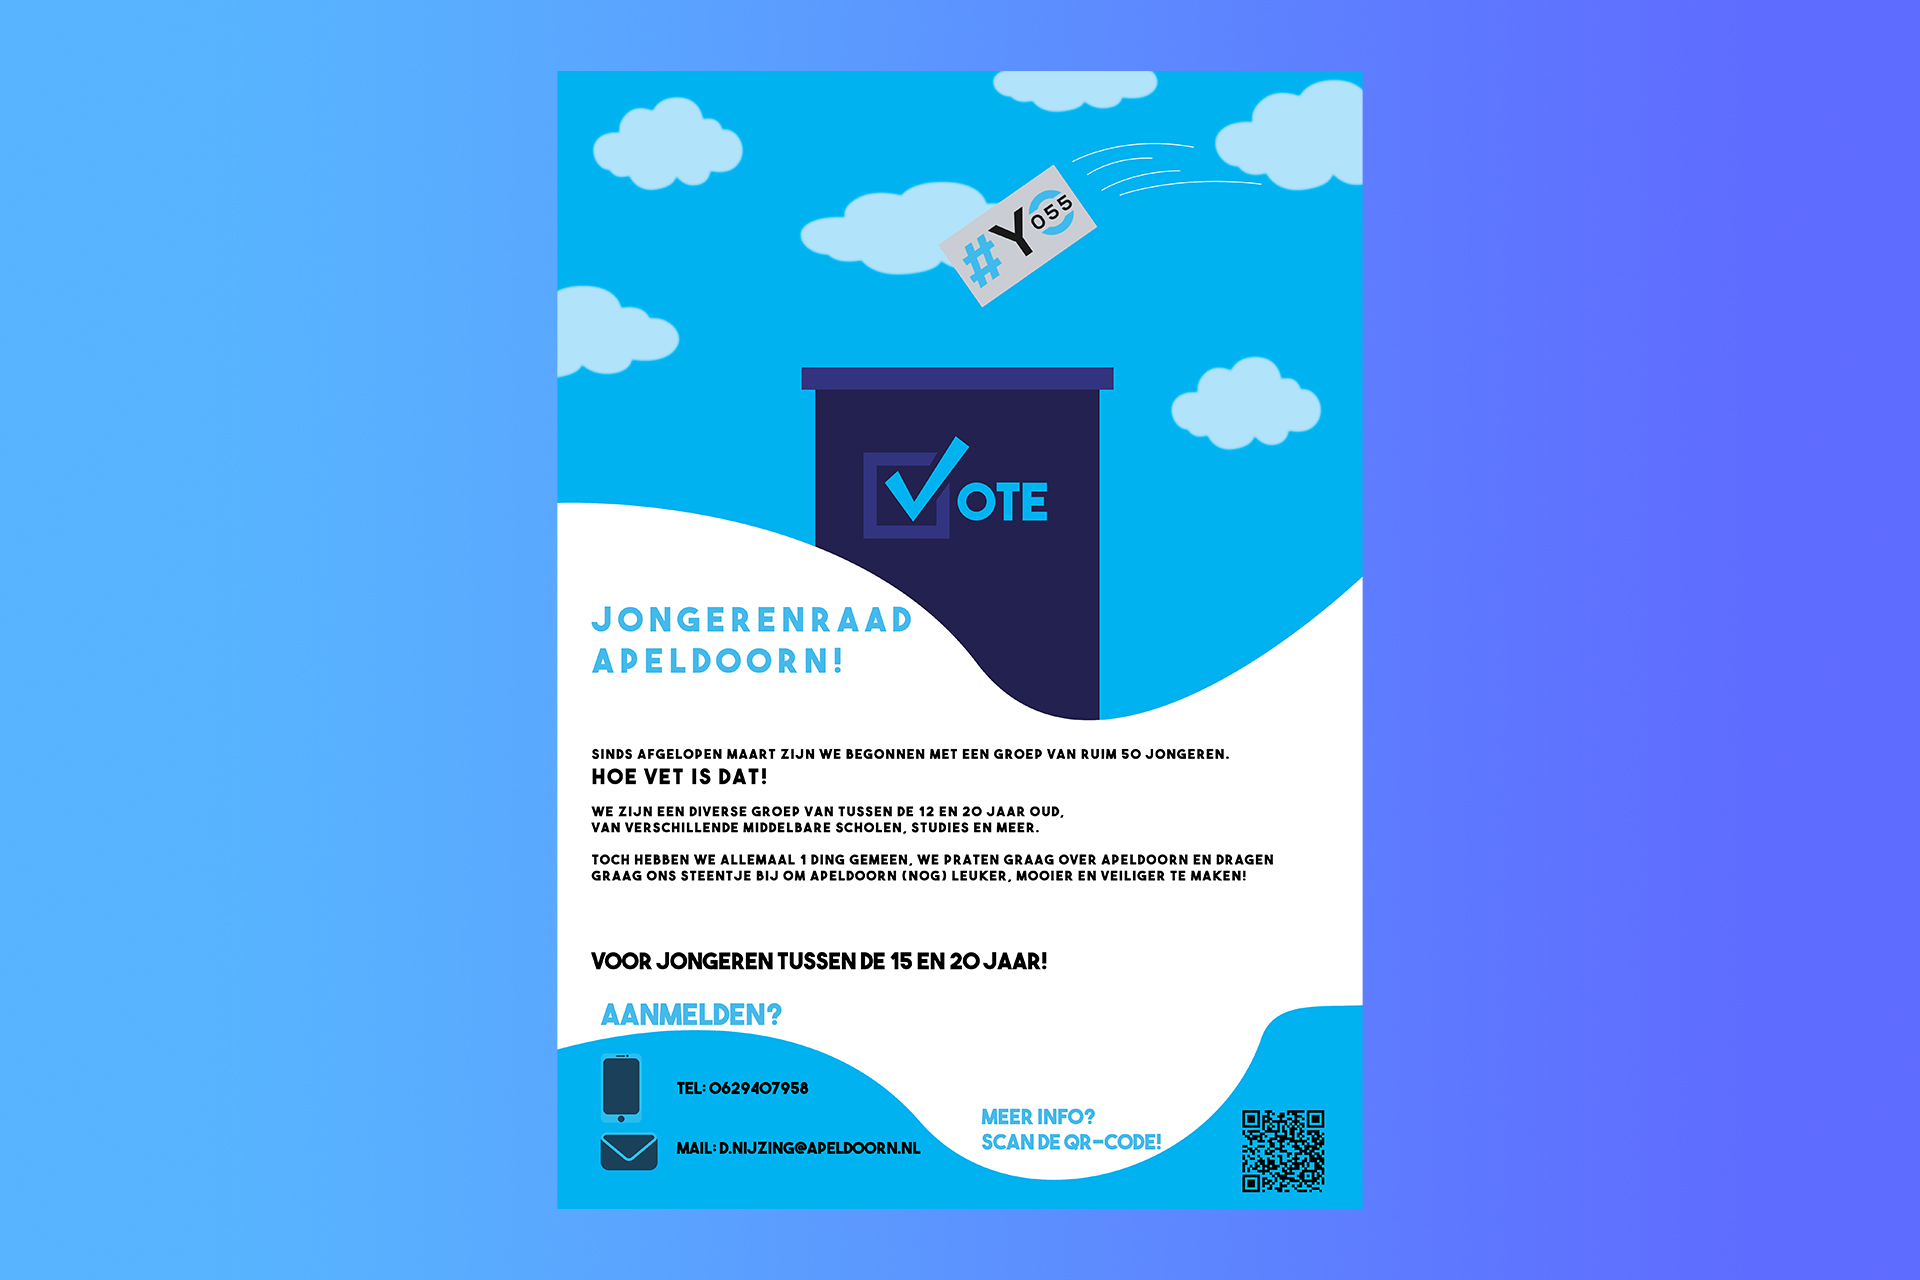 #YO
055
VOTE
JONGERENRAAD
APELDOORN!
SINDS AFGELOPEN MAART ZIJN WE BEGONNEN MET EEN GROEP VAN RUIM 50 JONGEREN.
HOE VET IS DAT!
WE ZIJN EEN DIVERSE GROEP VAN TUSSEN DE 12 EN 20 JAAR OUD,
VAN VERSCHILLENDE MIDDELBARE SCHOLEN, STUDIES EN MEER.
TOCH HEBBEN WE ALLEMAAL 1 DING GEMEEN, WE PRATEN GRAAG OVER APELDOORN EN DRAGEN
GRAAG ONS STEENTJE BIJ OM APELDOORN (NOG) LEUKER, MOOIER EN VEILIGER TE MAKEN!
VOOR JONGEREN TUSSEN DE 15 EN 20 JAAR!
AANMELDEN?
TEL: 0629407958
MAIL: D.NIJZING@APELDOORN.NL
MEER INFO?
SCAN DE QR-CODE!